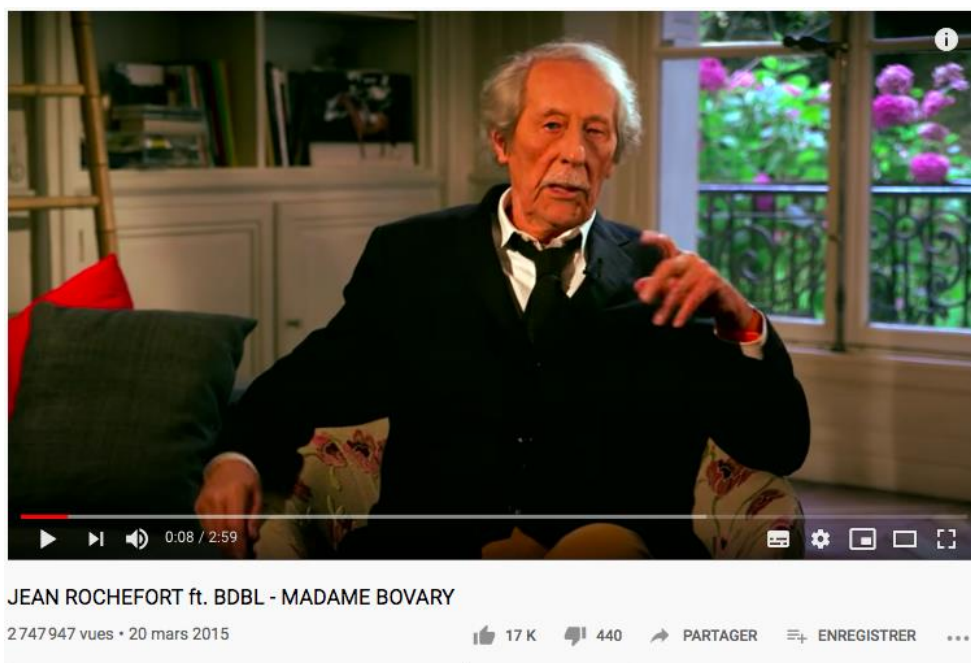 0:08 / 2:59
JEAN ROCHEFORT ft. BDBL - MADAME BOVARY
2 747 947 vues • 20 mars 2015
17 K 440 PARTAGER ENREGISTRER